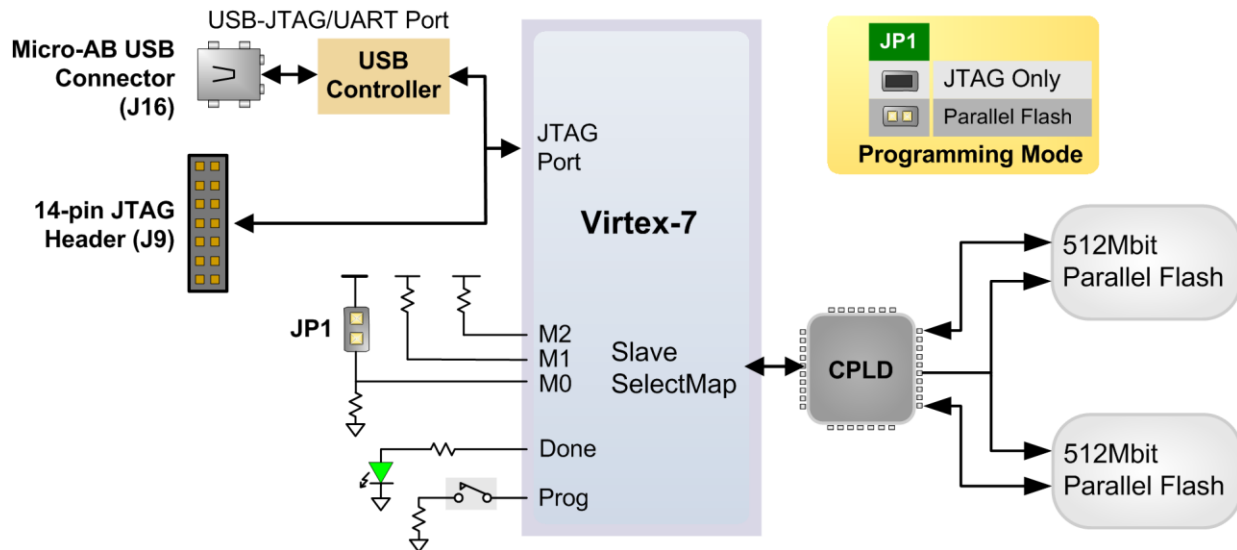 USB-JTAG/UART Port
Micro-AB USB
Connector
(J16)
USB
Controller
14-pin JTAG
Header (J9)
JTAG
Port
Virtex-7
JP1
M2
M1
M0
Slave
SelectMap
Done
Prog
CPLD
JP1
JTAG Only
Parallel Flash
Programming Mode
512Mbit
Parallel Flash
512Mbit
Parallel Flash